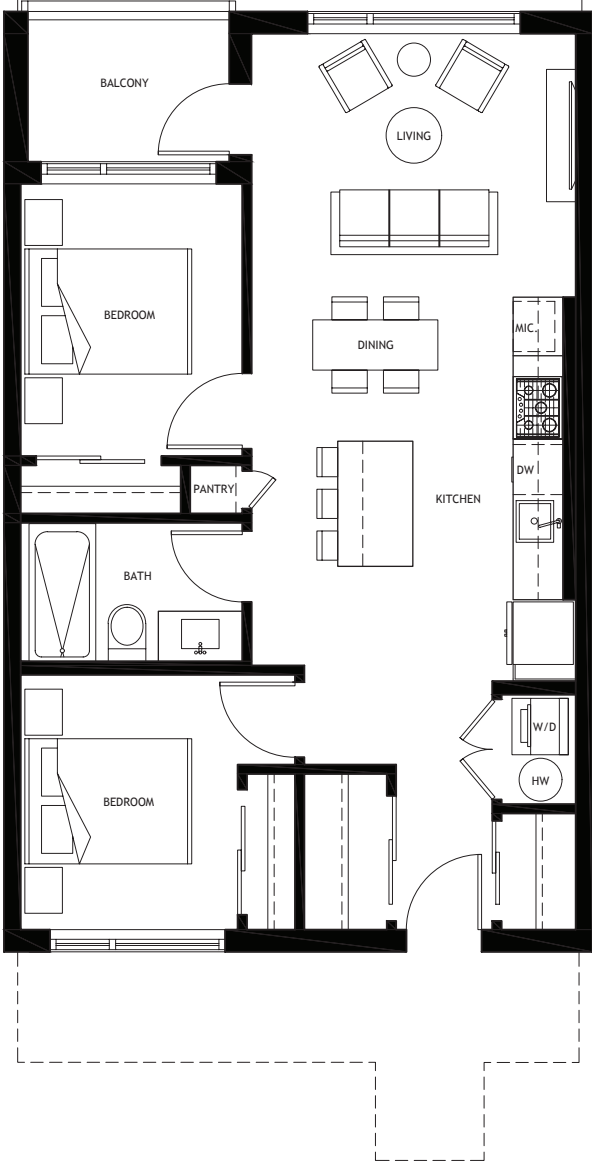 BALCONY
LIVING
BEDROOM
MIC.
DINING
DW
PANTRY
KITCHEN
BATH
W/D
HW
BEDROOM